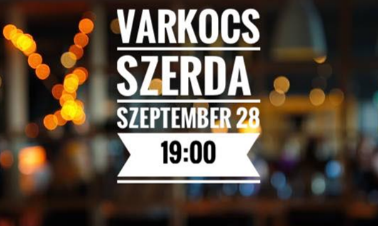 VARKOCS
SZERDA
SZEPTEMBER 28
19:00